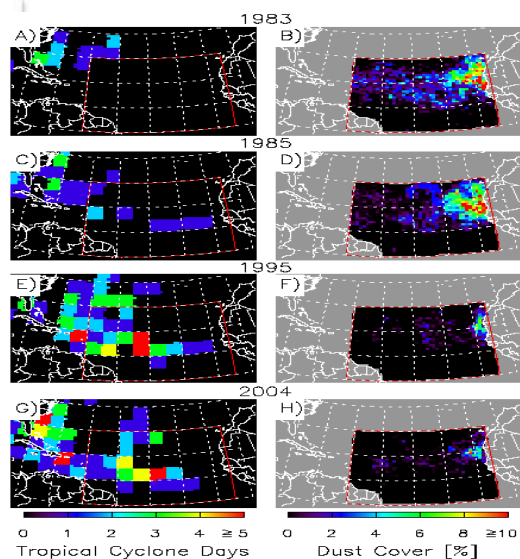 1983
A) B)
1985
C) D)
1995
E) F)
2004
G) H)
0 1 2 3 4 ≥5 0 2 4 6 8 ≥10
Tropical Cyclone Days Dust Cover [%]